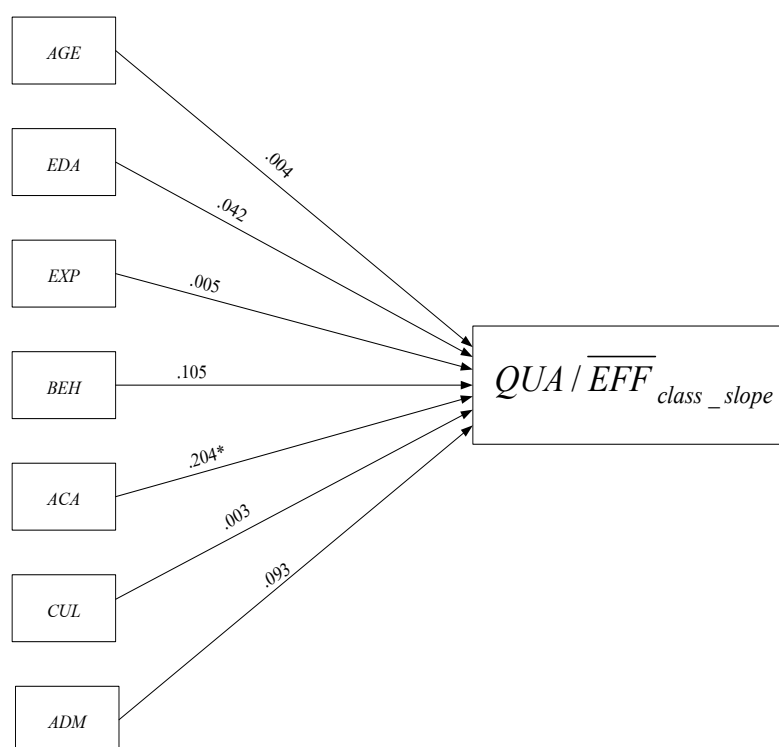 AGE
.004
EDA
.042
EXP
.005
BEH
.105
QUA / EFF class _ slope
ACA
.204*
CUL
.003
ADM
.093